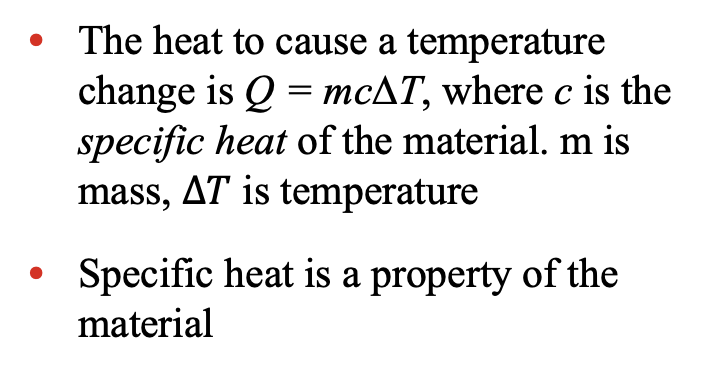 • The heat to cause a temperature
change is Q = mcΔT, where c is the
specific heat of the material. m is
mass, ΔT is temperature
• Specific heat is a property of the
material